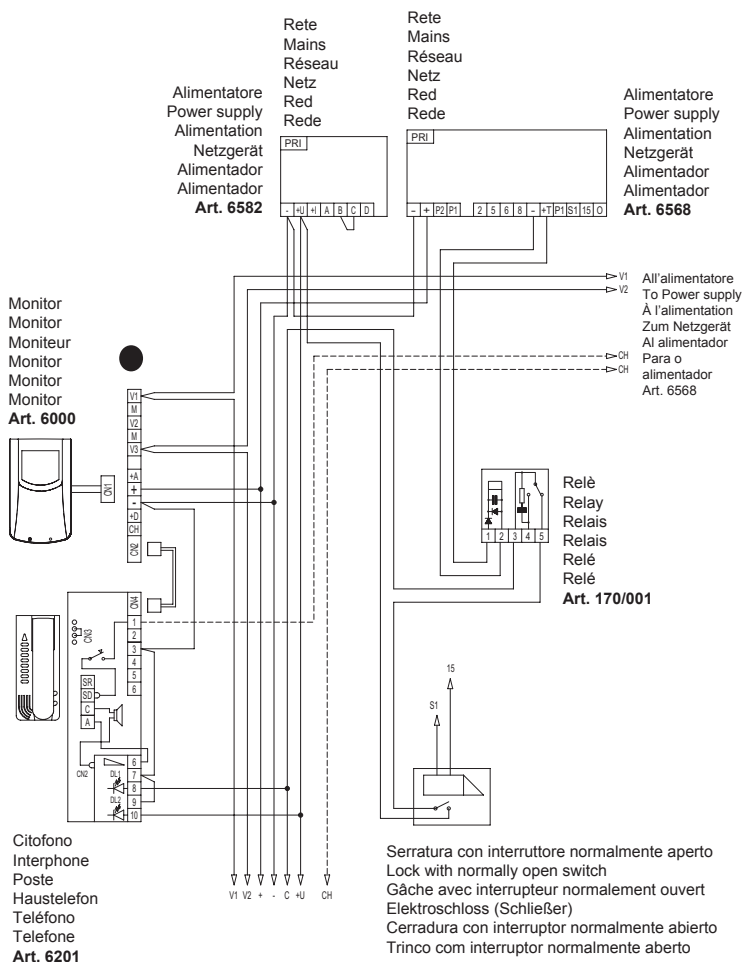 Rete
Mains
Réseau
Netz
Red
Rede
Rete
Mains
Réseau
Netz
Red
Rede
Alimentatore
Power supply
Alimentation
Netzgerät
Alimentador
Alimentador
Art. 6582
PRI
- +U +I A B C D
PRI
- + P2 P1 2 5 6 8 - +T P1 S1 15 O
Alimentatore
Power supply
Alimentation
Netzgerät
Alimentador
Alimentador
Art. 6568
V1
V2
CH
CH
All'alimentatore
To Power supply
À l'alimentation
Zum Netzgerät
Al alimentador
Para o
alimentador
Art. 6568
Monitor
Monitor
Moniteur
Monitor
Monitor
Monitor
Art. 6000
CN1
V1
M
V2
M
V3
+A
+
-
+D
CH
CN2
Relè
Relay
Relais
Relais
Relé
Relé
Art. 170/001
1 2 3 4 5
CN4
1
2
3
4
5
6
CN3
SR
SD
C
A
CN2
6
7
8
9
10
DL1
DL2
S1
15
Citofono
Interphone
Poste
Haustelefon
Teléfono
Telefone
Art. 6201
V1 V2 + - C +U CH
Serratura con interruttore normalmente aperto
Lock with normally open switch
Gâche avec interrupteur normalement ouvert
Elektroschloss (Schließer)
Cerradura con interruptor normalmente abierto
Trinco com interruptor normalmente aberto